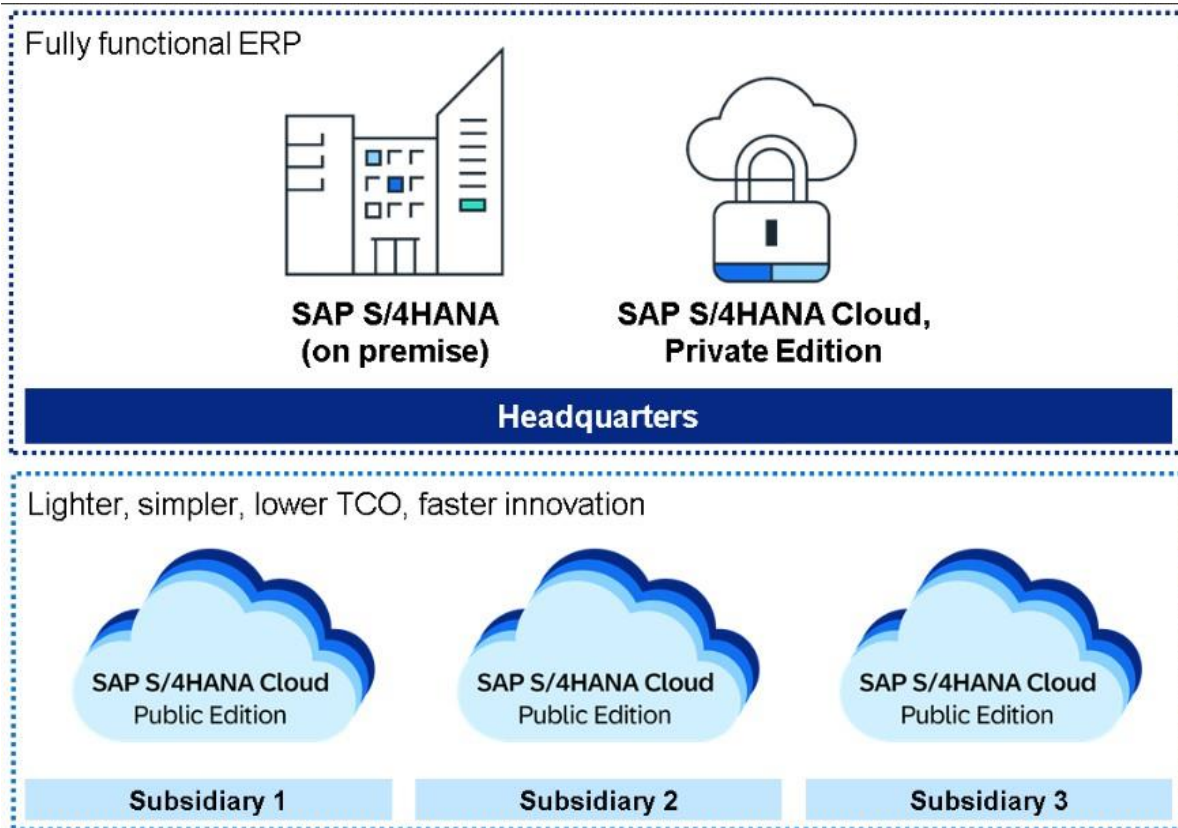 Fully functional ERP
SAP S/4HANA
(on premise)
SAP S/4HANA Cloud,
Private Edition
Headquarters
Lighter, simpler, lower TCO, faster innovation
SAP S/4HANA Cloud
Public Edition
SAP S/4HANA Cloud
Public Edition
SAP S/4HANA Cloud
Public Edition
Subsidiary 1
Subsidiary 2
Subsidiary 3